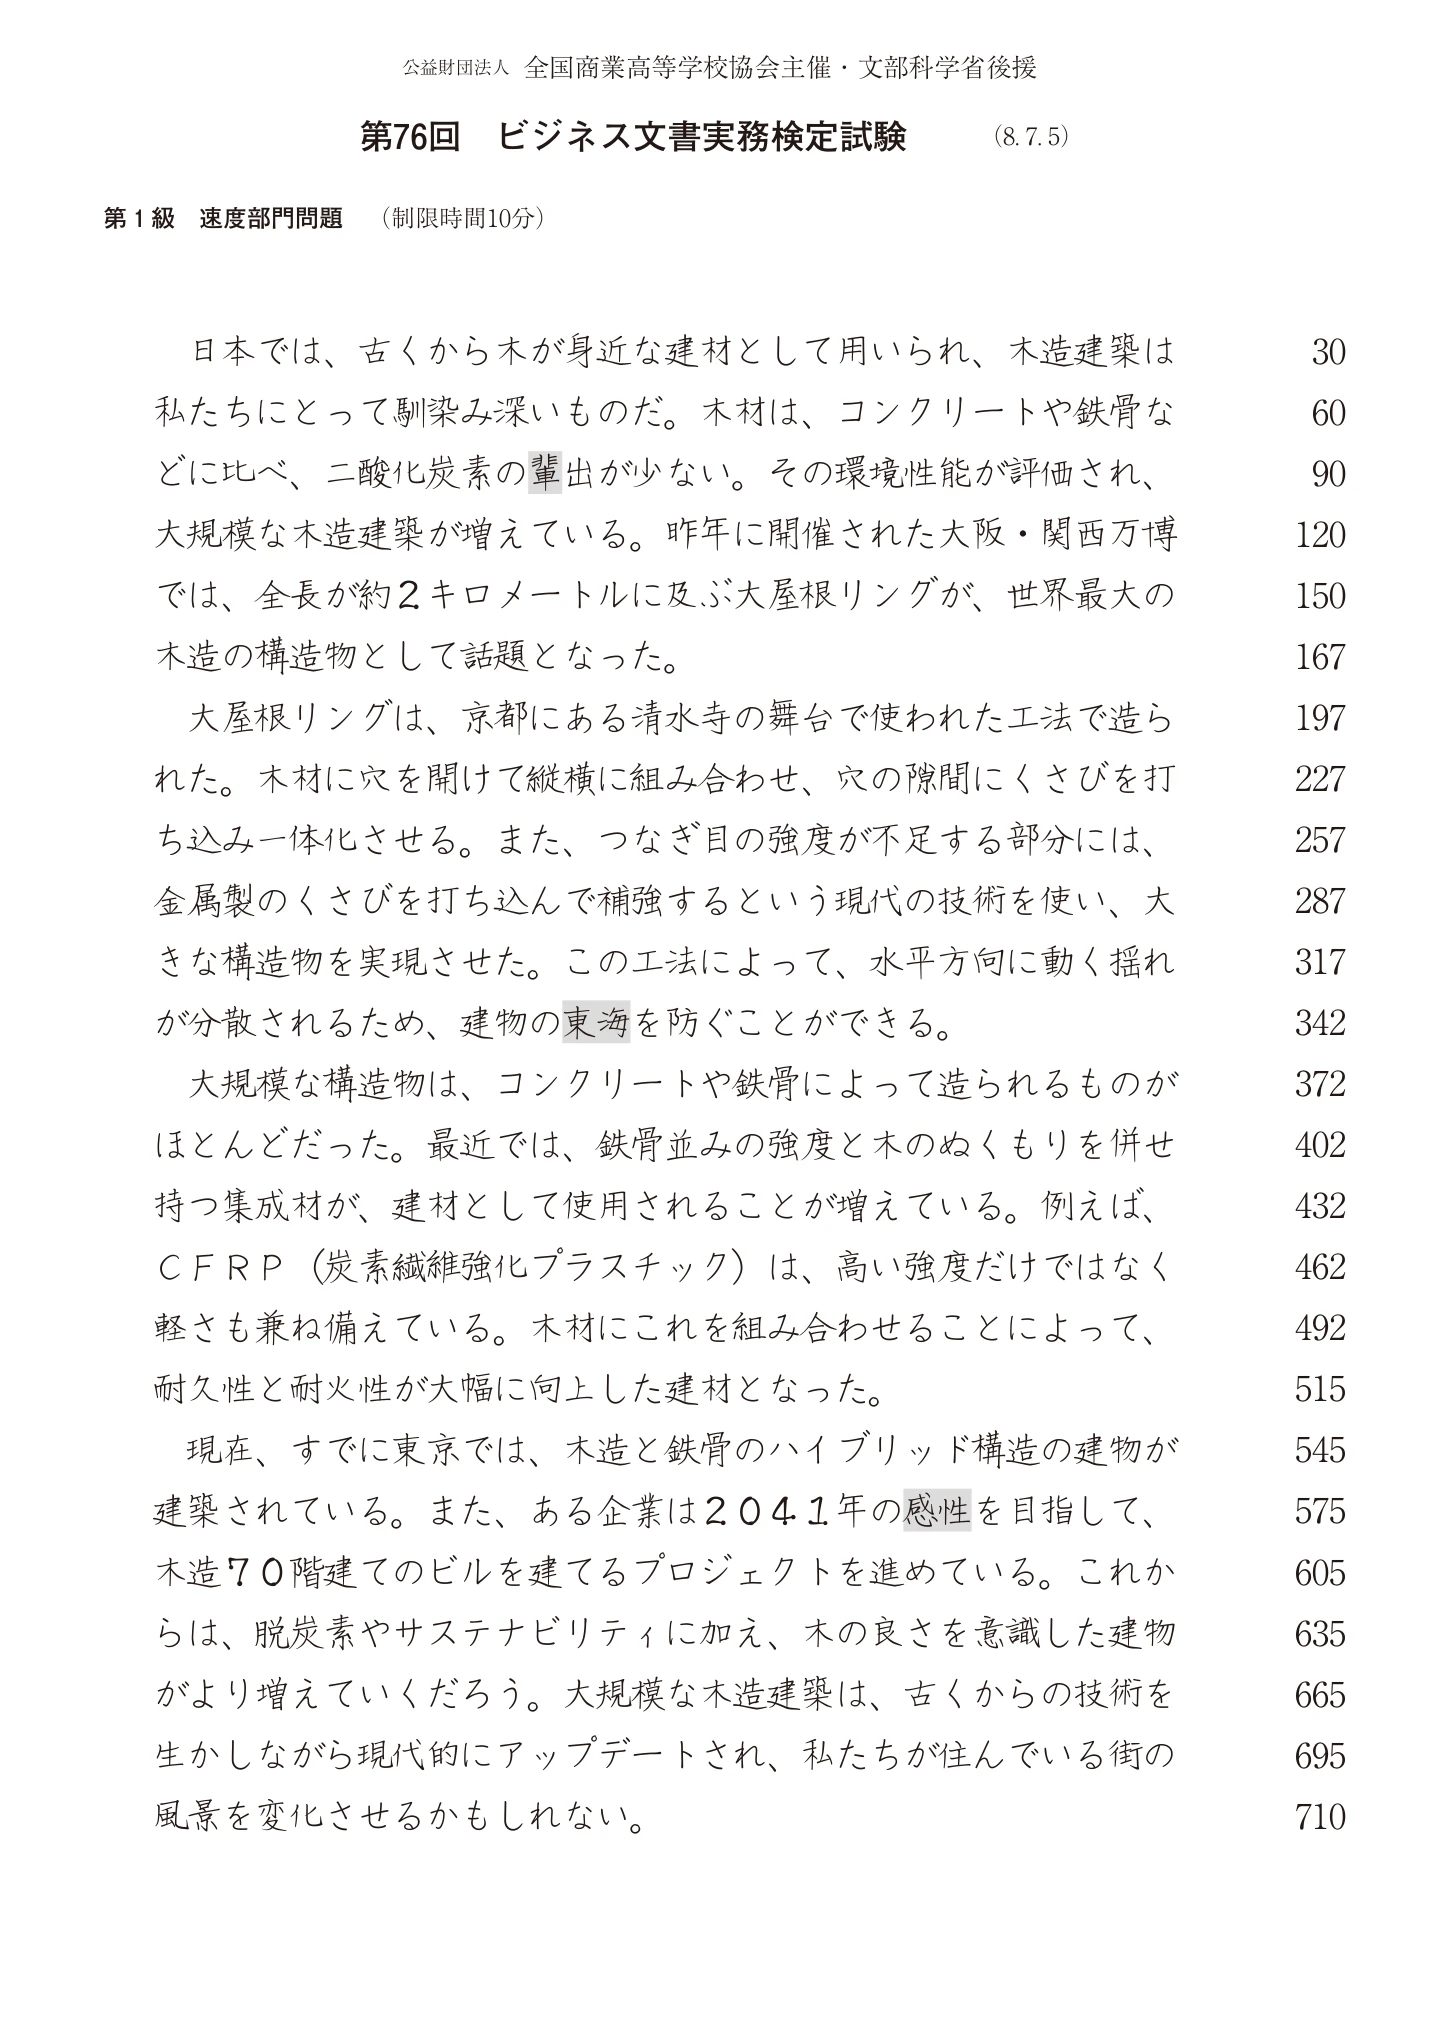 公益財団法人 全国商業高等学校協会主催・文部科学省後援
第76回 ビジネス文書実務検定試験 (8.7.5)
第1級 速度部門問題 (制限時間10分)
日本では、古くから木が身近な建材として用いられ、木造建築は 30
私たちにとって馴染み深いものだ。木材は、コンクリートや鉄骨な 60
どに比べ、二酸化炭素の輩出が少ない。その環境性能が評価され、 90
大規模な木造建築が増えている。昨年に開催された大阪・関西万博 120
では、全長が約2キロメートルに及ぶ大屋根リングが、世界最大の 150
木造の構造物として話題となった。 167
大屋根リングは、京都にある清水寺の舞台で使われた工法で造ら 197
れた。木材に穴を開けて縦横に組み合わせ、穴の隙間にくさびを打 227
ち込み一体化させる。また、つなぎ目の強度が不足する部分には、 257
金属製のくさびを打ち込んで補強するという現代の技術を使い、大 287
きな構造物を実現させた。この工法によって、水平方向に動く揺れ 317
が分散されるため、建物の東海を防ぐことができる。 342
大規模な構造物は、コンクリートや鉄骨によって造られるものが 372
ほとんどだった。最近では、鉄骨並みの強度と木のぬくもりを併せ 402
持つ集成材が、建材として使用されることが増えている。例えば、 432
CFRP(炭素繊維強化プラスチック)は、高い強度だけではなく 462
軽さも兼ね備えている。木材にこれを組み合わせることによって、 492
耐久性と耐火性が大幅に向上した建材となった。 515
現在、すでに東京では、木造と鉄骨のハイブリッド構造の建物が 545
建築されている。また、ある企業は2041年の感性を目指して、 575
木造70階建てのビルを建てるプロジェクトを進めている。これか 605
らは、脱炭素やサステナビリティに加え、木の良さを意識した建物 635
がより増えていくだろう。大規模な木造建築は、古くからの技術を 665
生かしながら現代的にアップデートされ、私たちが住んでいる街の 695
風景を変化させるかもしれない。 710